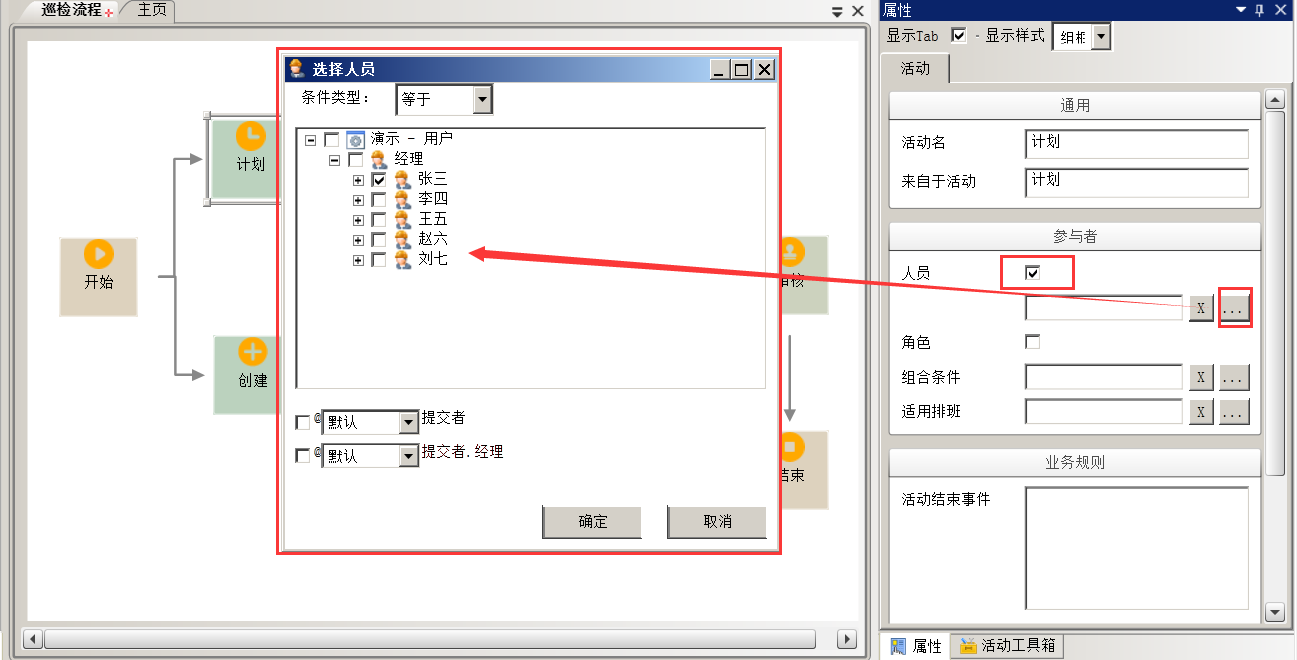 巡检流程
主页
计划
开始
创建
审核
结束
选择人员
条件类型：
等于
演示 - 用户
经理
张三
李四
王五
赵六
刘七
@ 默认 提交者
@ 默认 提交者.经理
确定 取消
属性
显示Tab - 显示样式
活动
通用
活动名 计划
来自于活动 计划
参与者
人员
X ...
角色
组合条件 X ...
适用排班 X ...
业务规则
活动结束事件
属性 活动工具箱